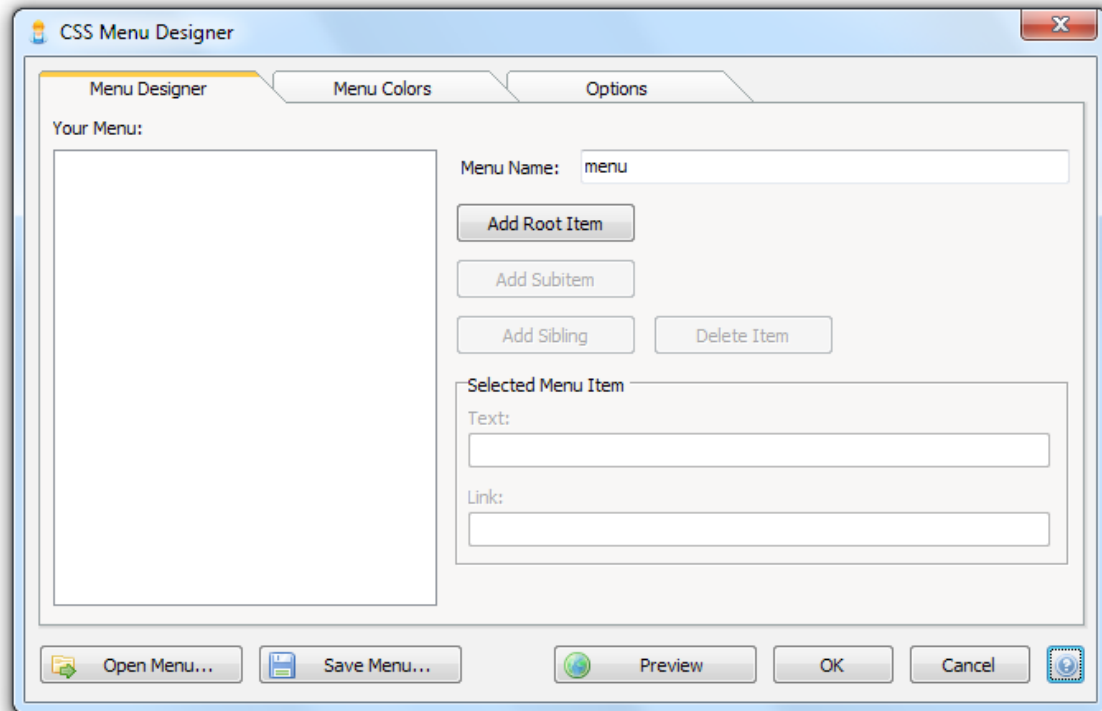 CSS Menu Designer
Menu Designer
Menu Colors
Options
Your Menu:
Menu Name:
menu
Add Root Item
Add Subitem
Add Sibling
Delete Item
Selected Menu Item
Text:
Link:
Open Menu...
Save Menu...
Preview
OK
Cancel
?